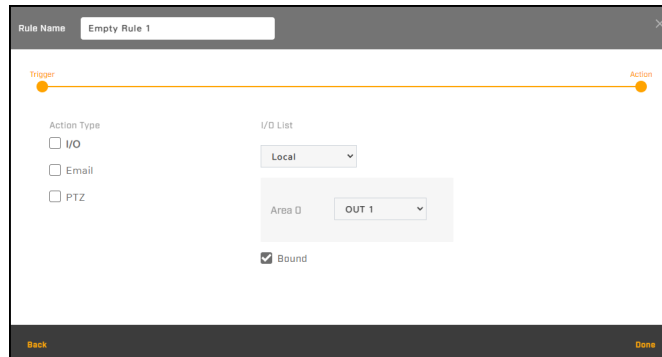 Rule Name Empty Rule 1
Trigger Action
Action Type I/O List
I/O
Local
Email
PTZ
Area 0 OUT 1
Bound
Back Done